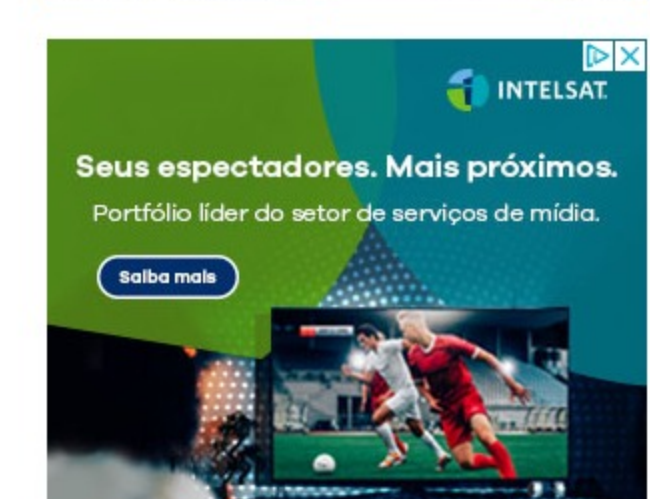 INTELSAT
Seus espectadores. Mais próximos.
Portfólio líder do setor de serviços de mídia.
Saiba mais